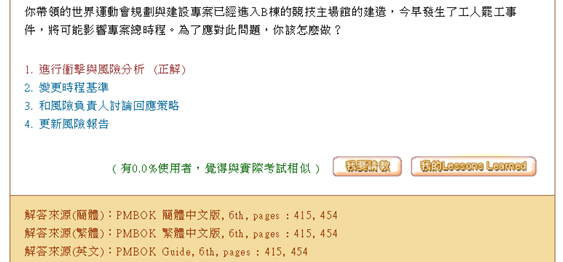 你帶領的世界運動會規劃與建設專案已經進入B棟的競技主場館的建造，今早發生了工人罷工事
件，將可能影響專案總時程。為了應對此問題，你該怎麼做？
1. 進行衝擊與風險分析 (正解)
2. 變更時程基準
3. 和風險負責人討論回應策略
4. 更新風險報告
( 有0.0%使用者，覺得與實際考試相似 ) 我要請教 我的Lessons Learned
解答來源(簡體)：PMBOK 簡體中文版, 6th, pages : 415, 454
解答來源(繁體)：PMBOK 繁體中文版, 6th, pages : 415, 454
解答來源(英文)：PMBOK Guide, 6th, pages : 415, 454